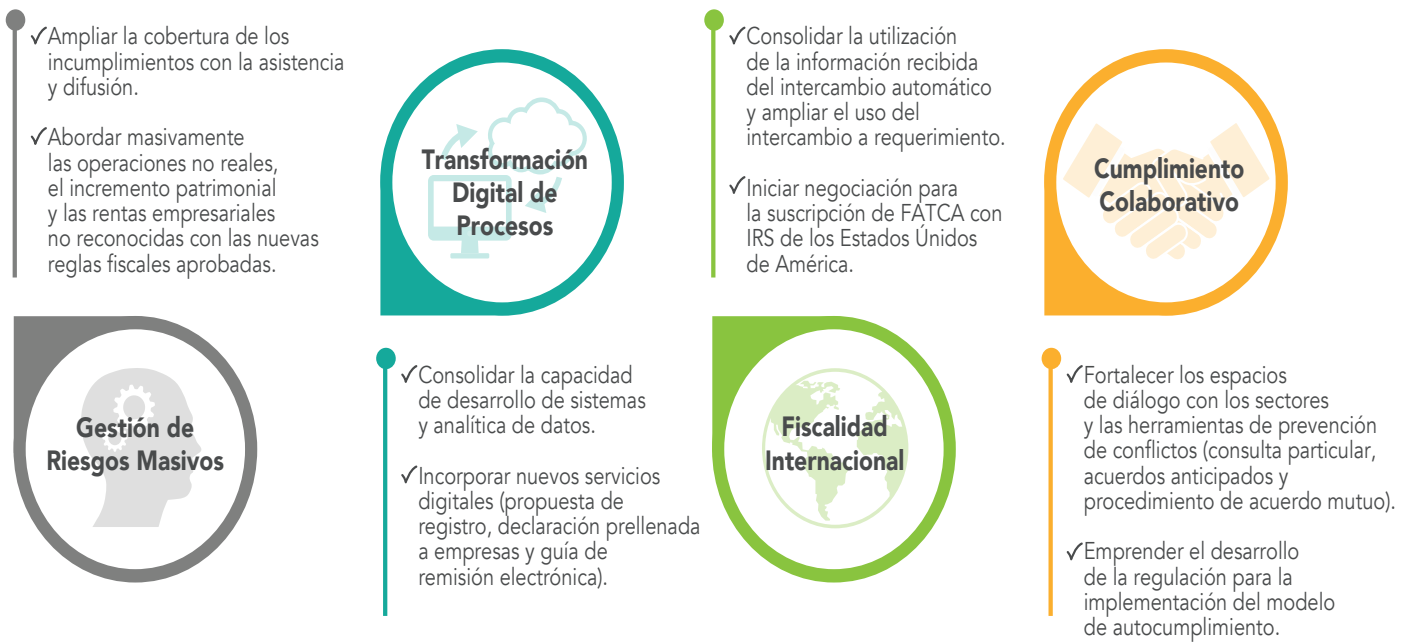 ✓Ampliar la cobertura de los
incumplimientos con la asistencia
y difusión.
✓Abordar masivamente
las operaciones no reales,
el incremento patrimonial
y las rentas empresariales
no reconocidas con las nuevas
reglas fiscales aprobadas.
Gestión de
Riesgos Masivos
Transformación
Digital de
Procesos
✓Consolidar la capacidad
de desarrollo de sistemas
y analítica de datos.
✓Incorporar nuevos servicios
digitales (propuesta de
registro, declaración prellenada
a empresas y guía de
remisión electrónica).
✓Consolidar la utilización
de la información recibida
del intercambio automático
y ampliar el uso del
intercambio a requerimiento.
✓Iniciar negociación para
la suscripción de FATCA con
IRS de los Estados Únidos
de América.
Fiscalidad
Internacional
Cumplimiento
Colaborativo
✓Fortalecer los espacios
de diálogo con los sectores
y las herramientas de prevención
de conflictos (consulta particular,
acuerdos anticipados y
procedimiento de acuerdo mutuo).
✓Emprender el desarrollo
de la regulación para la
implementación del modelo
de autocumplimiento.